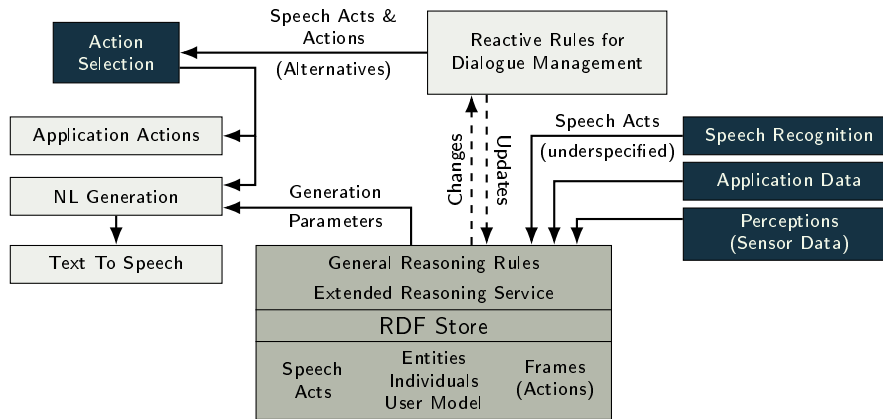 Action
Selection
Speech Acts &
Actions
(Alternatives)
Reactive Rules for
Dialogue Management
Application Actions
NL Generation
Text To Speech
Generation
Parameters
Changes
Updates
Speech Acts
(underspecified)
Speech Recognition
Application Data
Perceptions
(Sensor Data)
General Reasoning Rules
Extended Reasoning Service
RDF Store
Speech
Acts
Entities
Individuals
User Model
Frames
(Actions)